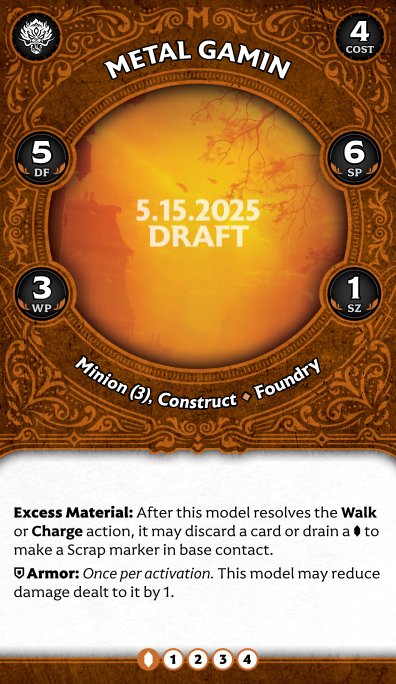 METAL GAMIN
4
COST
5
DF
6
SP
5.15.2025
DRAFT
3
WP
1
SZ
Minion (3), Construct ⬥ Foundry
Excess Material: After this model resolves the Walk
or Charge action, it may discard a card or drain a ⬧ to
make a Scrap marker in base contact.
Armor: Once per activation. This model may reduce
damage dealt to it by 1.
1 2 3 4